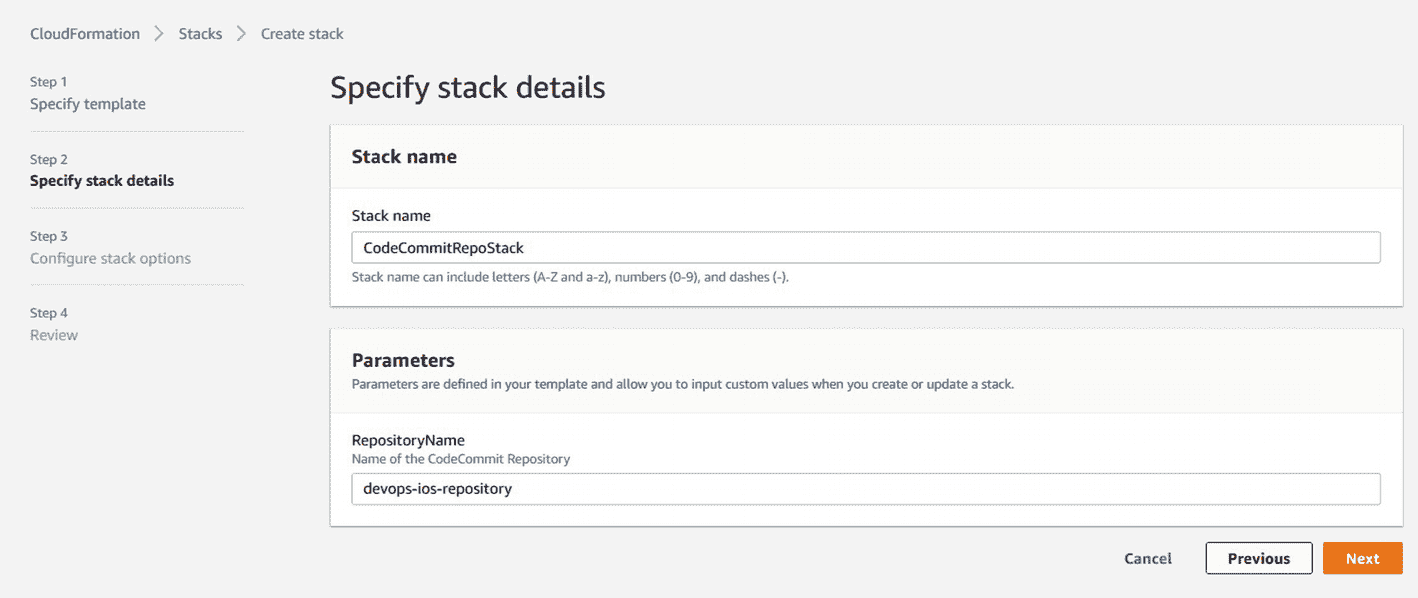 CloudFormation > Stacks > Create stack
Step 1
Specify template
Step 2
Specify stack details
Step 3
Configure stack options
Step 4
Review
Specify stack details
Stack name
Stack name
CodeCommitRepoStack
Stack name can include letters (A-Z and a-z), numbers (0-9), and dashes (-).
Parameters
Parameters are defined in your template and allow you to input custom values when you create or update a stack.
RepositoryName
Name of the CodeCommit Repository
devops-ios-repository
Cancel Previous Next